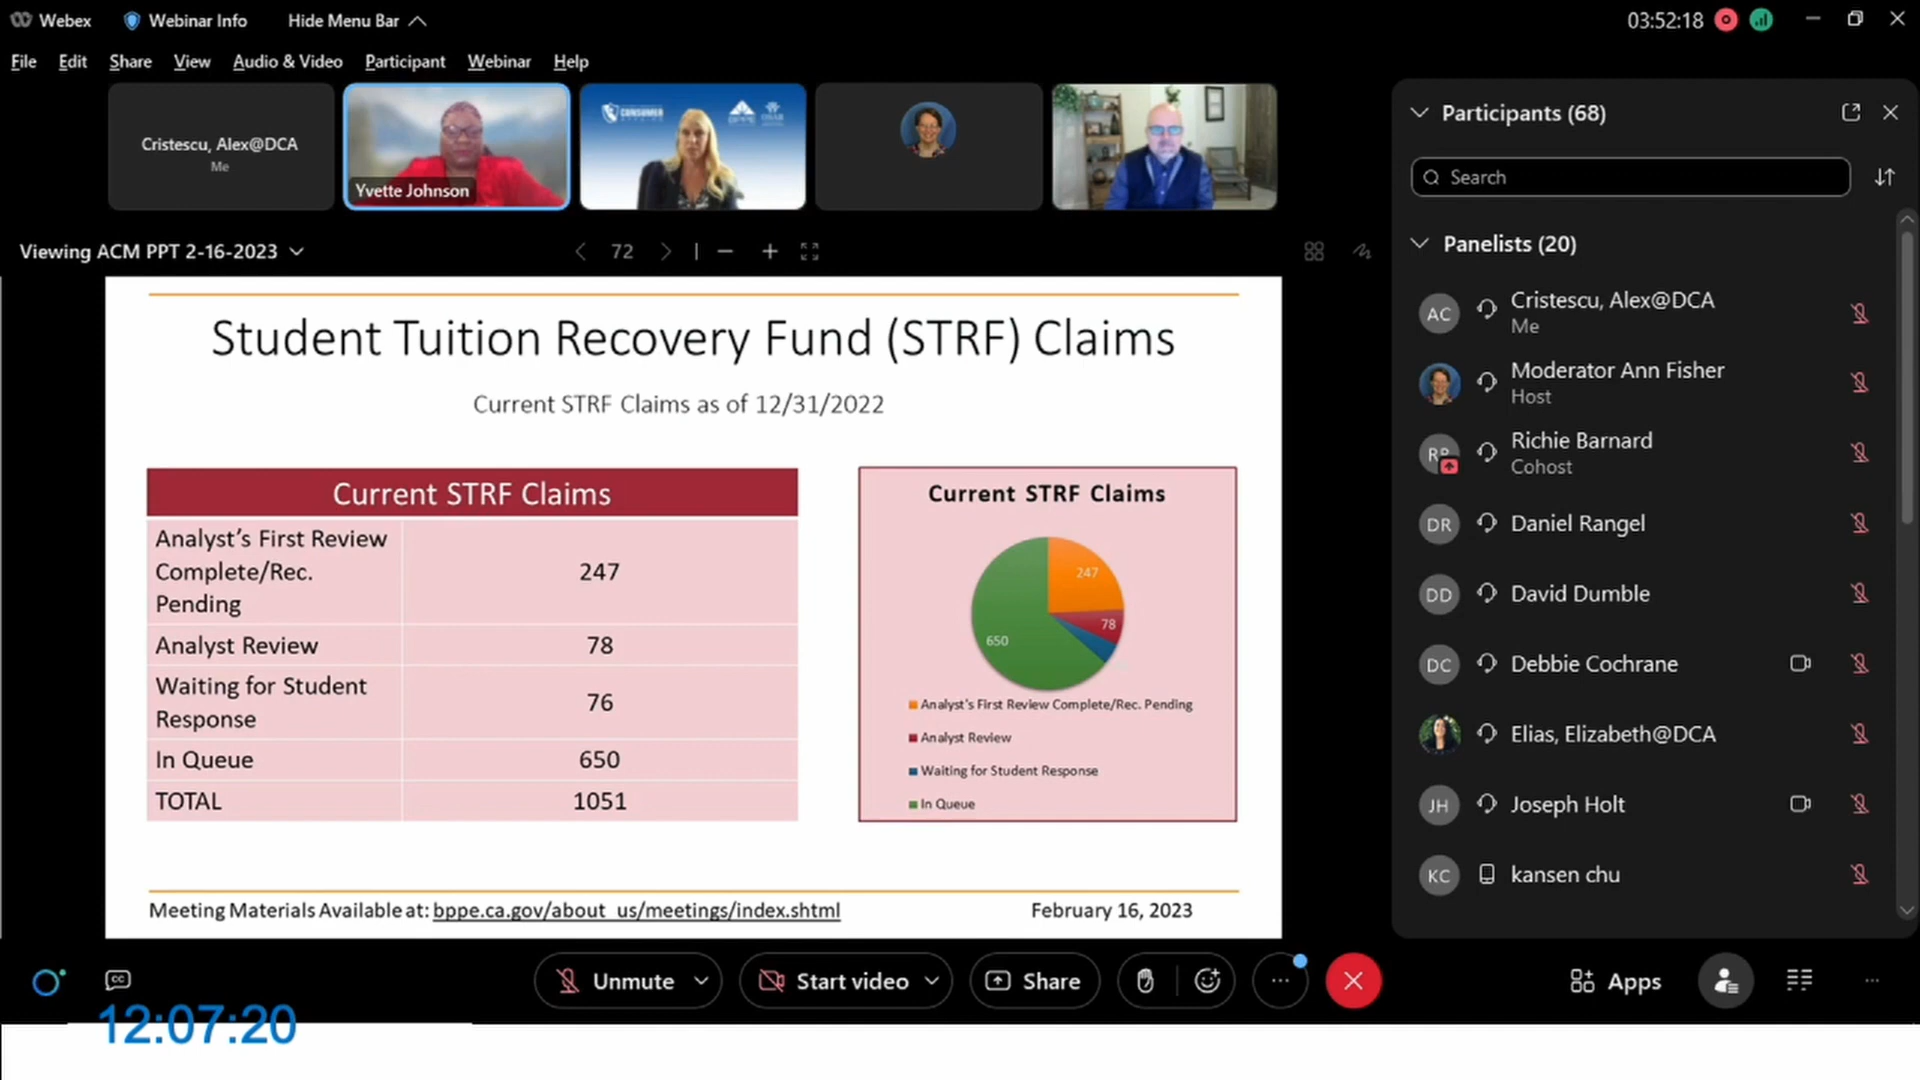 Webex
Webinar Info
Hide Menu Bar
03:52:18
File Edit Share View Audio & Video Participant Webinar Help
Cristescu, Alex@DCA
Me
Yvette Johnson
CONSUMER
Participants (68)
Search
Panelists (20)
AC
Cristescu, Alex@DCA
Me
Moderator Ann Fisher
Host
Richie Barnard
Cohost
DR
Daniel Rangel
DD
David Dumble
DC
Debbie Cochrane
Elias, Elizabeth@DCA
JH
Joseph Holt
KC
kansen chu
Viewing ACM PPT 2-16-2023
72
Student Tuition Recovery Fund (STRF) Claims
Current STRF Claims as of 12/31/2022
Current STRF Claims
Analyst's First Review
Complete/Rec.
Pending
247
Analyst Review
78
Waiting for Student
Response
76
In Queue
650
TOTAL
1051
Current STRF Claims
247
78
650
Analyst's First Review Complete/Rec. Pending
Analyst Review
Waiting for Student Response
In Queue
Meeting Materials Available at: bppe.ca.gov/about_us/meetings/index.shtml
February 16, 2023
CC
Unmute
Start video
Share
Apps
12:07:20